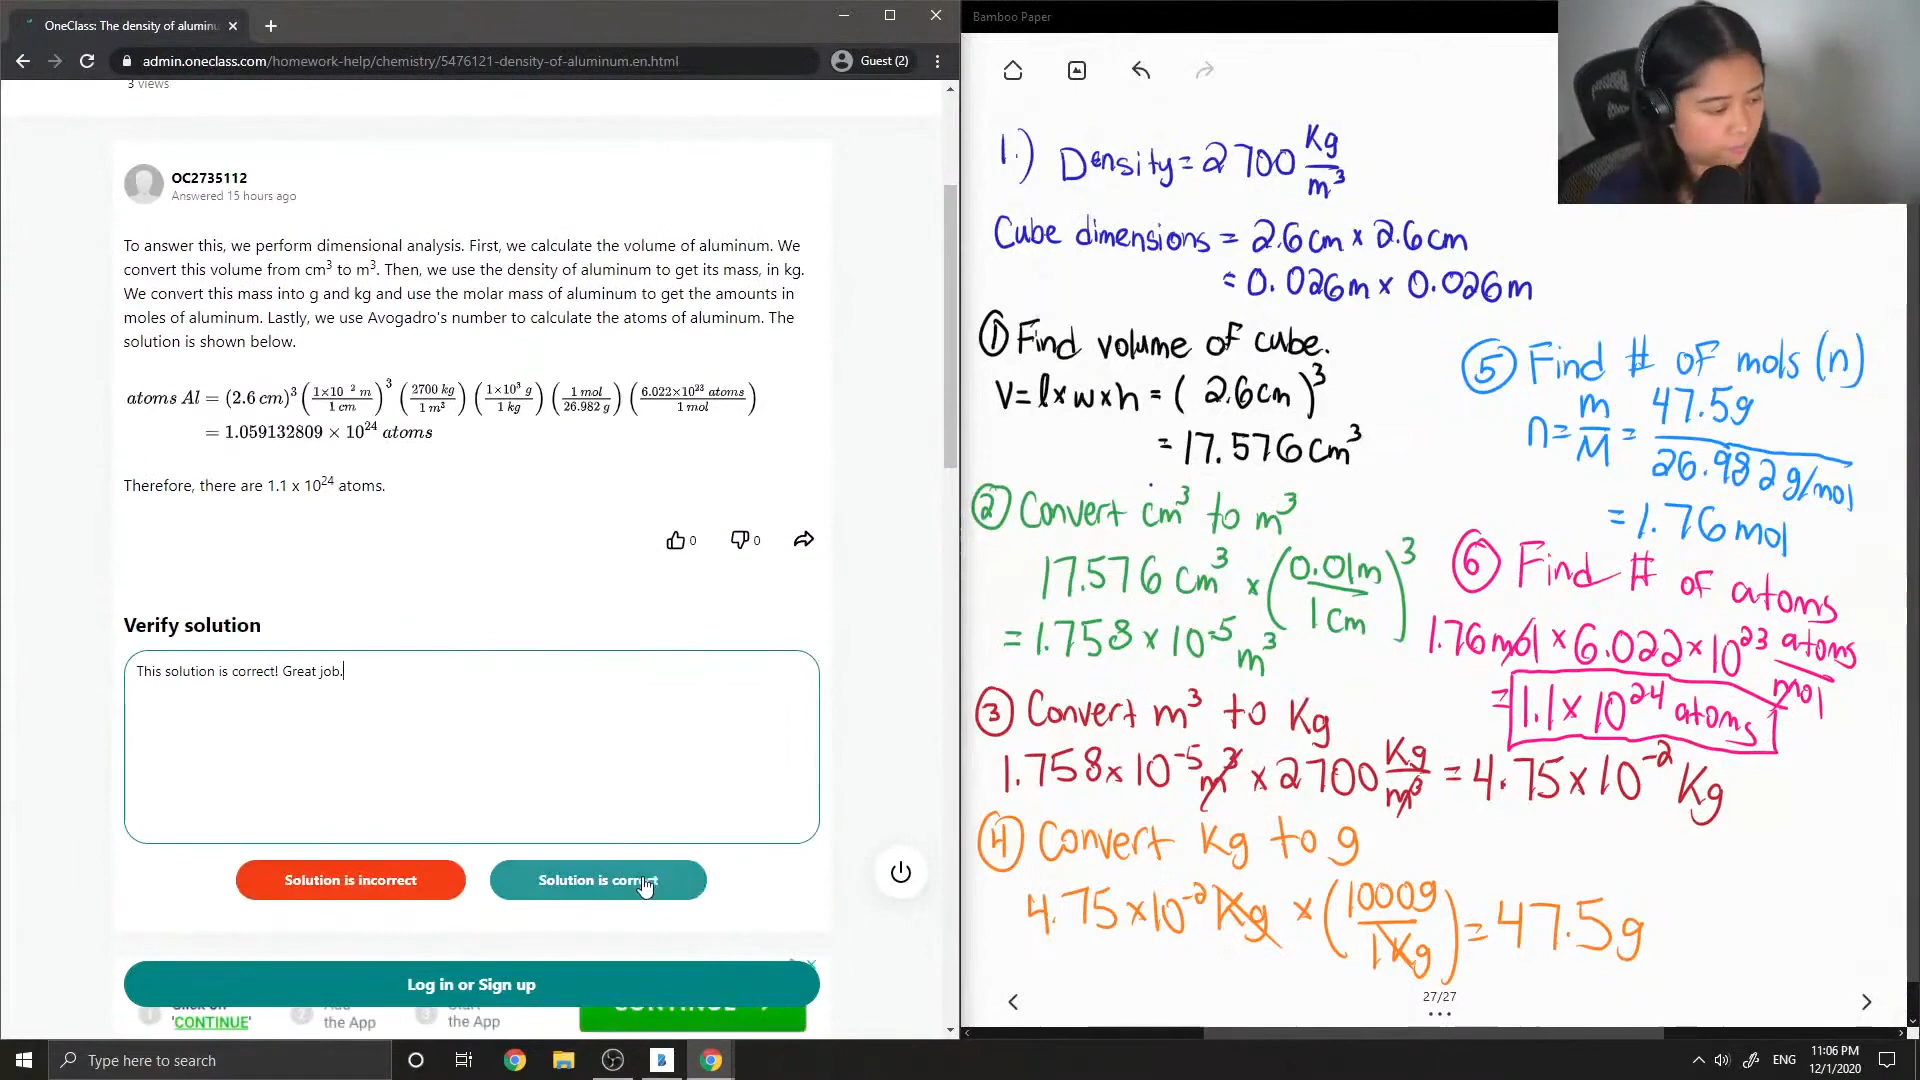 OneClass: The density of alumin
admin.oneclass.com/homework-help/chemistry/5476121-density-of-aluminum.en.html
Guest (2)
3 views
OC2735112
Answered 15 hours ago
To answer this, we perform dimensional analysis. First, we calculate the volume of aluminum. We
convert this volume from cm³ to m³. Then, we use the density of aluminum to get its mass, in kg.
We convert this mass into g and kg and use the molar mass of aluminum to get the amounts in
moles of aluminum. Lastly, we use Avogadro's number to calculate the atoms of aluminum. The
solution is shown below.
atoms Al = (2.6 cm)³ (1×10⁻² m / 1 cm)³ (2700 kg / 1 m³) (1×10³ g / 1 kg) (1 mol / 26.982 g) (6.022×10²³ atoms / 1 mol)
= 1.059132809 × 10²⁴ atoms
Therefore, there are 1.1 x 10²⁴ atoms.
0
0
Verify solution
This solution is correct! Great job.
Solution is incorrect
Solution is correct
Log in or Sign up
'CONTINUE'
the App
the App
CONTINUE
Bamboo Paper
1.) Density = 2700 Kg/m³
Cube dimensions = 2.6cm × 2.6cm
= 0.026m × 0.026m
① Find volume of cube.
V = l×w×h = (2.6cm)³
= 17.576cm³
② Convert cm³ to m³
17.576 cm³ × (0.01m / 1cm)³
= 1.758 × 10⁻⁵ m³
③ Convert m³ to Kg
1.758 × 10⁻⁵ m³ × 2700 Kg/m³ = 4.75 × 10⁻² Kg
④ Convert Kg to g
4.75 × 10⁻² Kg × (1000g / 1Kg) = 47.5g
⑤ Find # of mols (n)
n = m/M = 47.5g / 26.982 g/mol
= 1.76 mol
⑥ Find # of atoms
1.76 mol × 6.022 × 10²³ atoms/mol
= 1.1 × 10²⁴ atoms
27/27
Type here to search
ENG
11:06 PM
12/1/2020